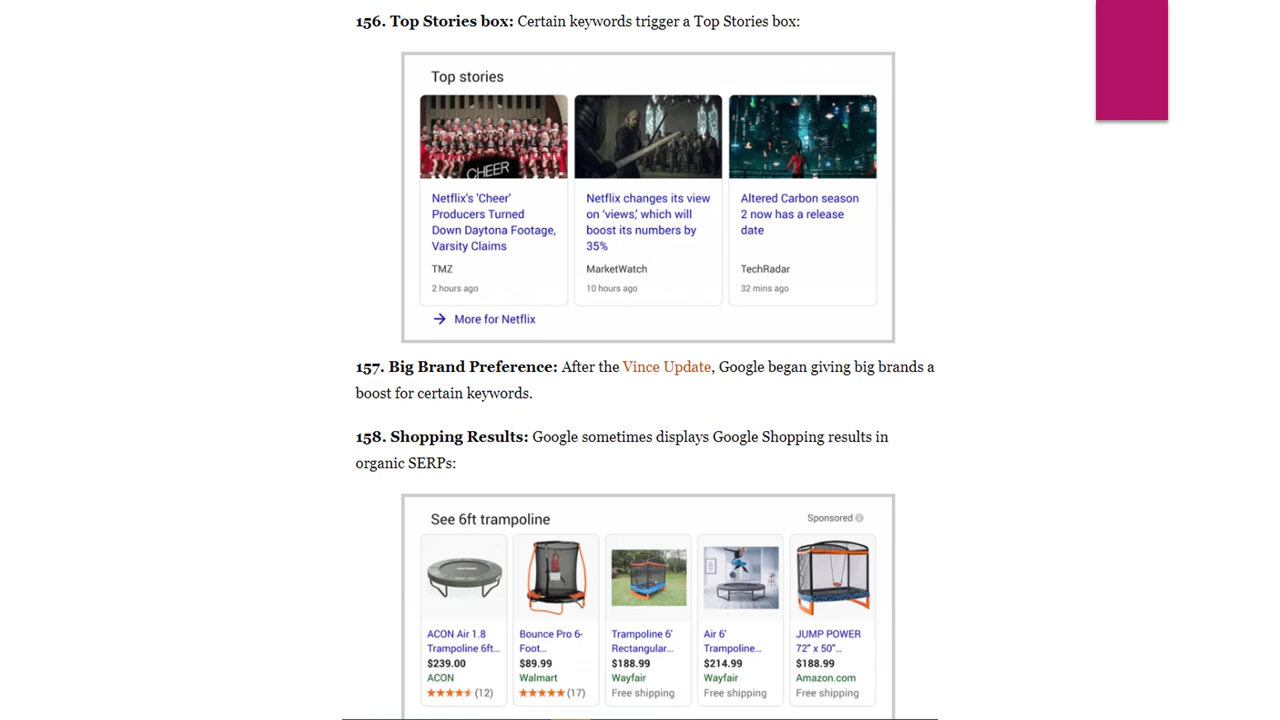 156. Top Stories box: Certain keywords trigger a Top Stories box:
Top stories
CHEER
Netflix's 'Cheer'
Producers Turned
Down Daytona Footage,
Varsity Claims
TMZ
2 hours ago
Netflix changes its view
on 'views,' which will
boost its numbers by
35%
MarketWatch
10 hours ago
Altered Carbon season
2 now has a release
date
TechRadar
32 mins ago
→ More for Netflix
157. Big Brand Preference: After the Vince Update, Google began giving big brands a
boost for certain keywords.
158. Shopping Results: Google sometimes displays Google Shopping results in
organic SERPs:
See 6ft trampoline
Sponsored
ACON Air 1.8
Trampoline 6ft...
$239.00
ACON
(12)
Bounce Pro 6-
Foot...
$89.99
Walmart
(17)
Trampoline 6'
Rectangular...
$188.99
Wayfair
Free shipping
Air 6'
Trampoline...
$214.99
Wayfair
Free shipping
JUMP POWER
72" x 50"...
$188.99
Amazon.com
Free shipping